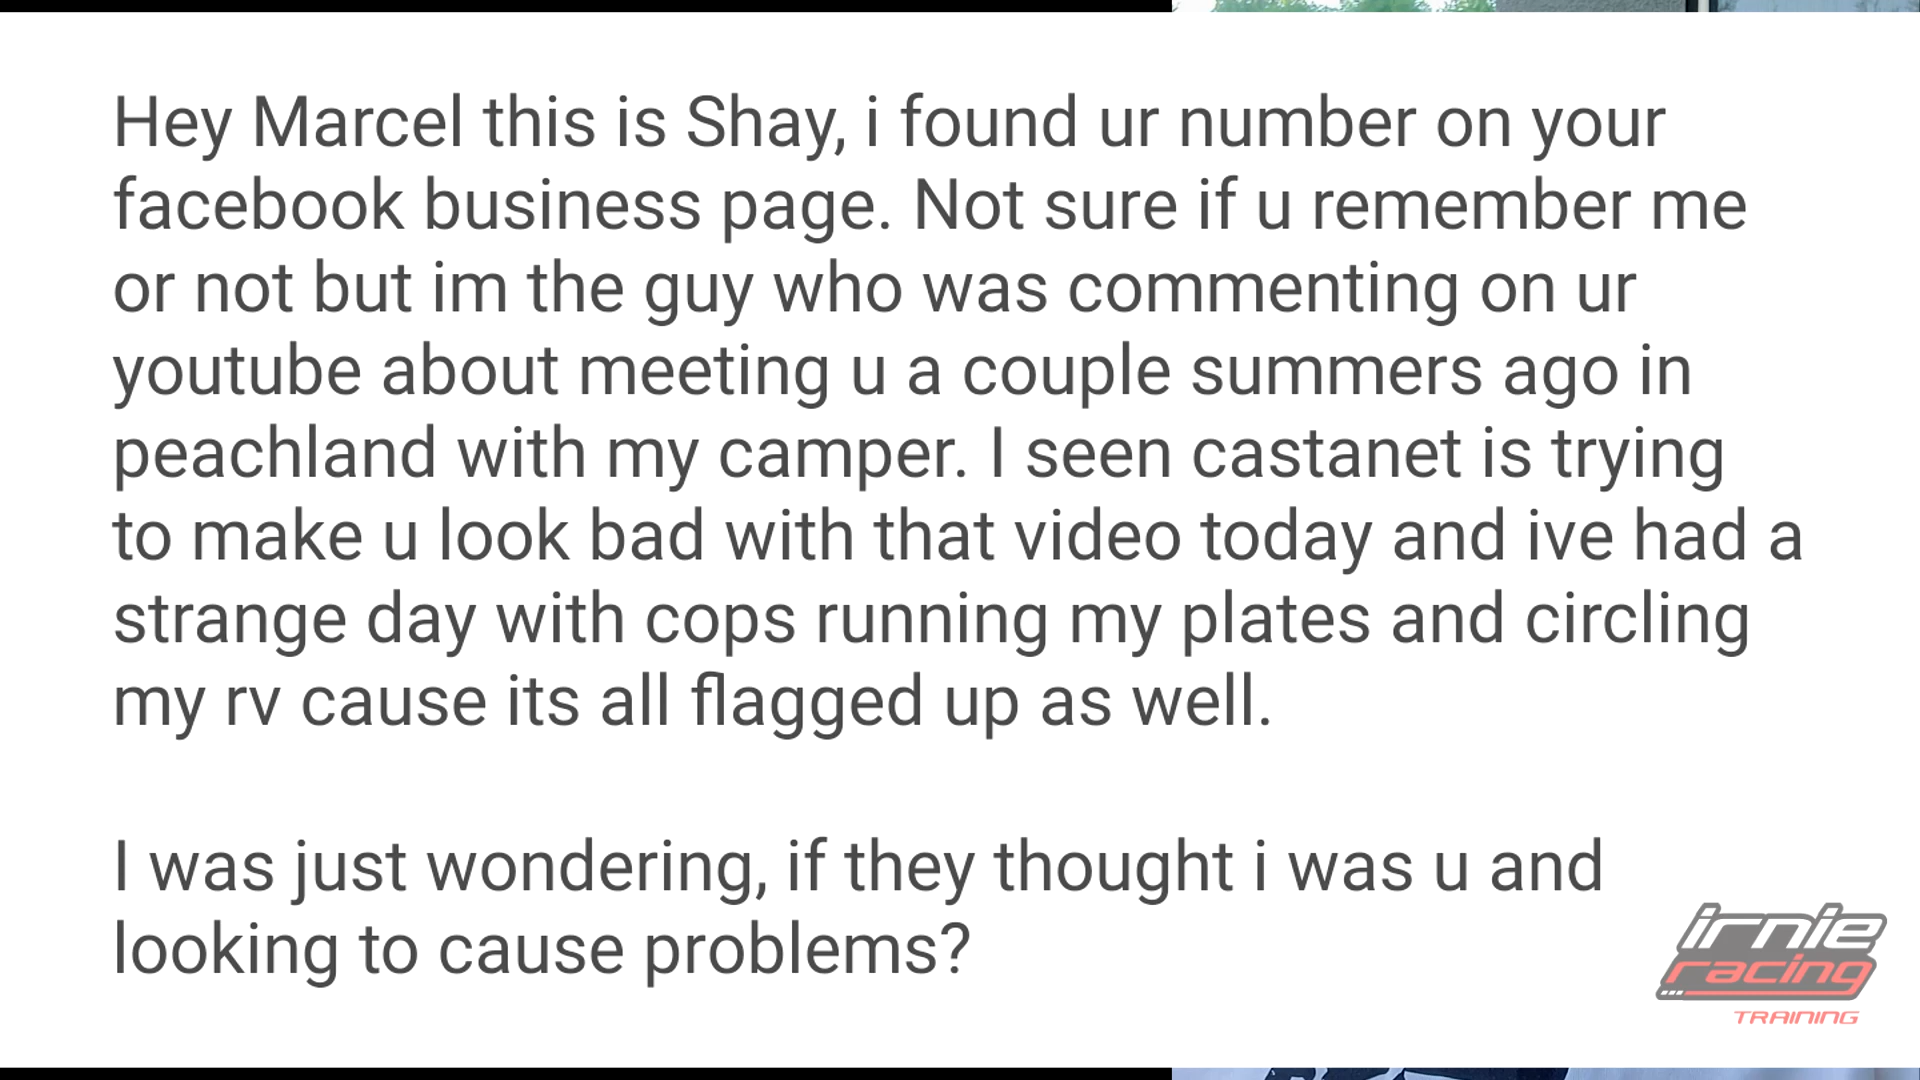 Hey Marcel this is Shay, i found ur number on your
facebook business page. Not sure if u remember me
or not but im the guy who was commenting on ur
youtube about meeting u a couple summers ago in
peachland with my camper. I seen castanet is trying
to make u look bad with that video today and ive had a
strange day with cops running my plates and circling
my rv cause its all flagged up as well.
I was just wondering, if they thought i was u and
looking to cause problems?
irnie
racing
TRAINING